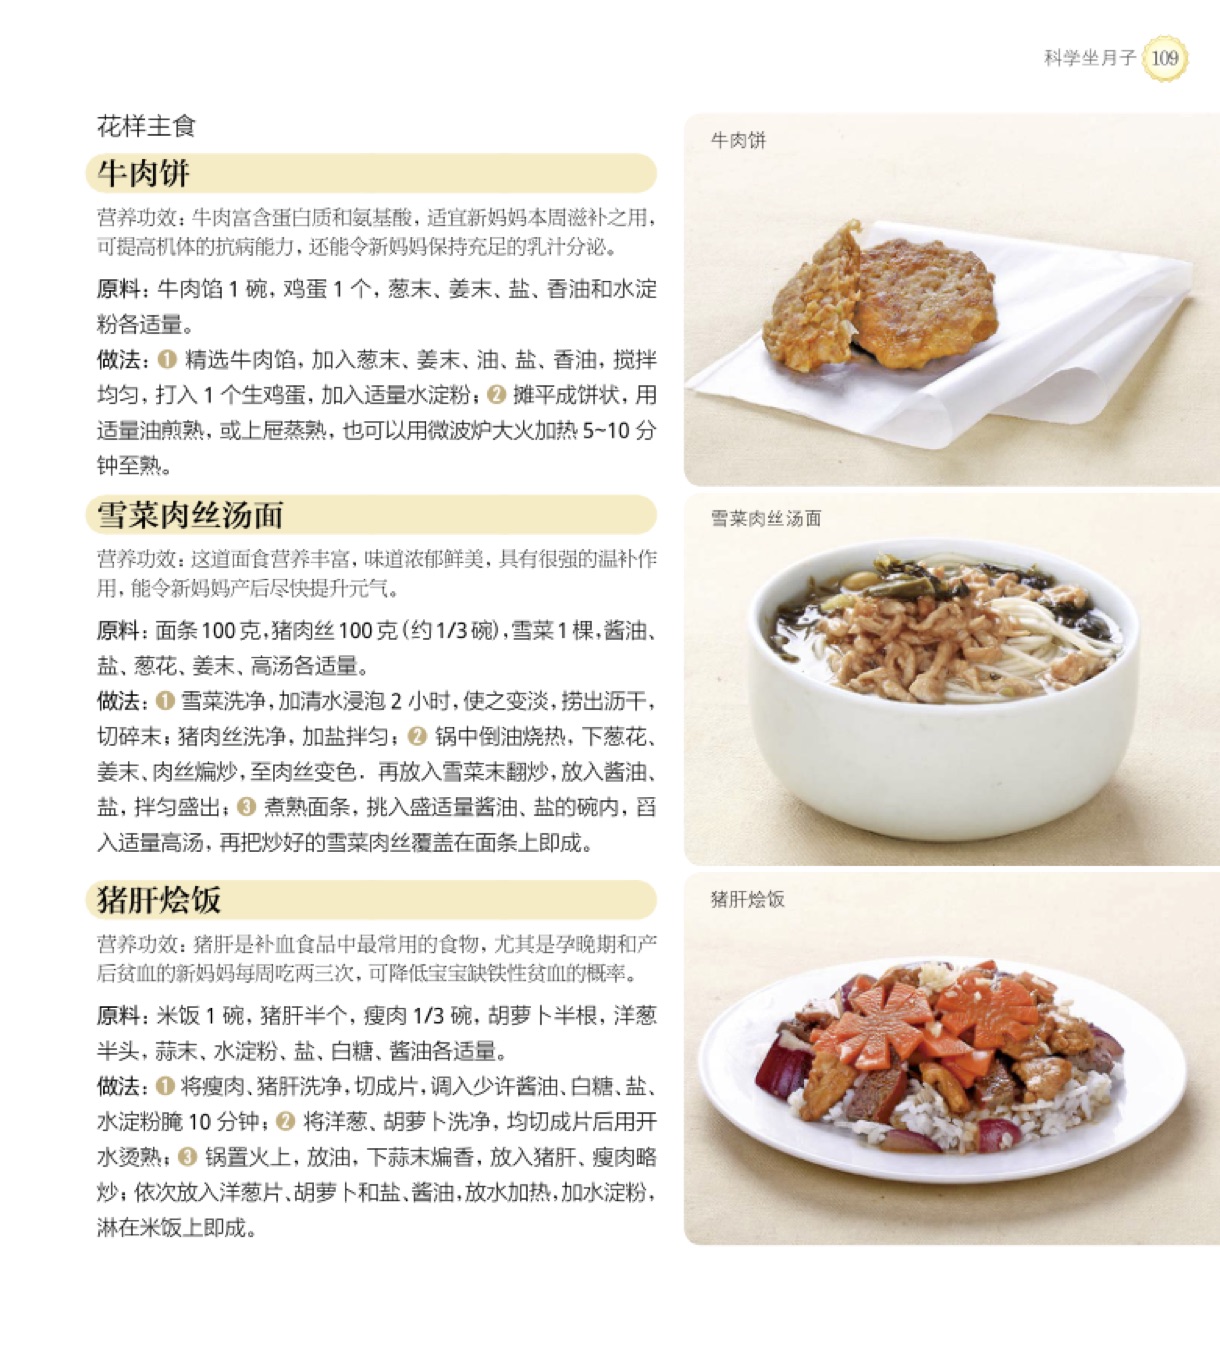 科学坐月子 109
花样主食
牛肉饼
营养功效：牛肉富含蛋白质和氨基酸，适宜新妈妈本周滋补之用，
可提高机体的抗病能力，还能令新妈妈保持充足的乳汁分泌。
原料：牛肉馅 1 碗，鸡蛋 1 个，葱末、姜末、盐、香油和水淀
粉各适量。
做法：❶ 精选牛肉馅，加入葱末、姜末、油、盐、香油，搅拌
均匀，打入 1 个生鸡蛋，加入适量水淀粉；❷ 摊平成饼状，用
适量油煎熟，或上屉蒸熟，也可以用微波炉大火加热 5~10 分
钟至熟。
雪菜肉丝汤面
营养功效：这道面食营养丰富，味道浓郁鲜美，具有很强的温补作
用，能令新妈妈产后尽快提升元气。
原料：面条 100 克，猪肉丝 100 克（约 1/3 碗），雪菜 1 棵，酱油、
盐、葱花、姜末、高汤各适量。
做法：❶ 雪菜洗净，加清水浸泡 2 小时，使之变淡，捞出沥干，
切碎末；猪肉丝洗净，加盐拌匀；❷ 锅中倒油烧热，下葱花、
姜末、肉丝煸炒，至肉丝变色．再放入雪菜末翻炒，放入酱油、
盐，拌匀盛出；❸ 煮熟面条，挑入盛适量酱油、盐的碗内，舀
入适量高汤，再把炒好的雪菜肉丝覆盖在面条上即成。
猪肝烩饭
营养功效：猪肝是补血食品中最常用的食物，尤其是孕晚期和产
后贫血的新妈妈每周吃两三次，可降低宝宝缺铁性贫血的概率。
原料：米饭 1 碗，猪肝半个，瘦肉 1/3 碗，胡萝卜半根，洋葱
半头，蒜末、水淀粉、盐、白糖、酱油各适量。
做法：❶ 将瘦肉、猪肝洗净，切成片，调入少许酱油、白糖、盐、
水淀粉腌 10 分钟；❷ 将洋葱、胡萝卜洗净，均切成片后用开
水烫熟；❸ 锅置火上，放油，下蒜末煸香，放入猪肝、瘦肉略
炒；依次放入洋葱片、胡萝卜和盐、酱油，放水加热，加水淀粉，
淋在米饭上即成。
牛肉饼
雪菜肉丝汤面
猪肝烩饭